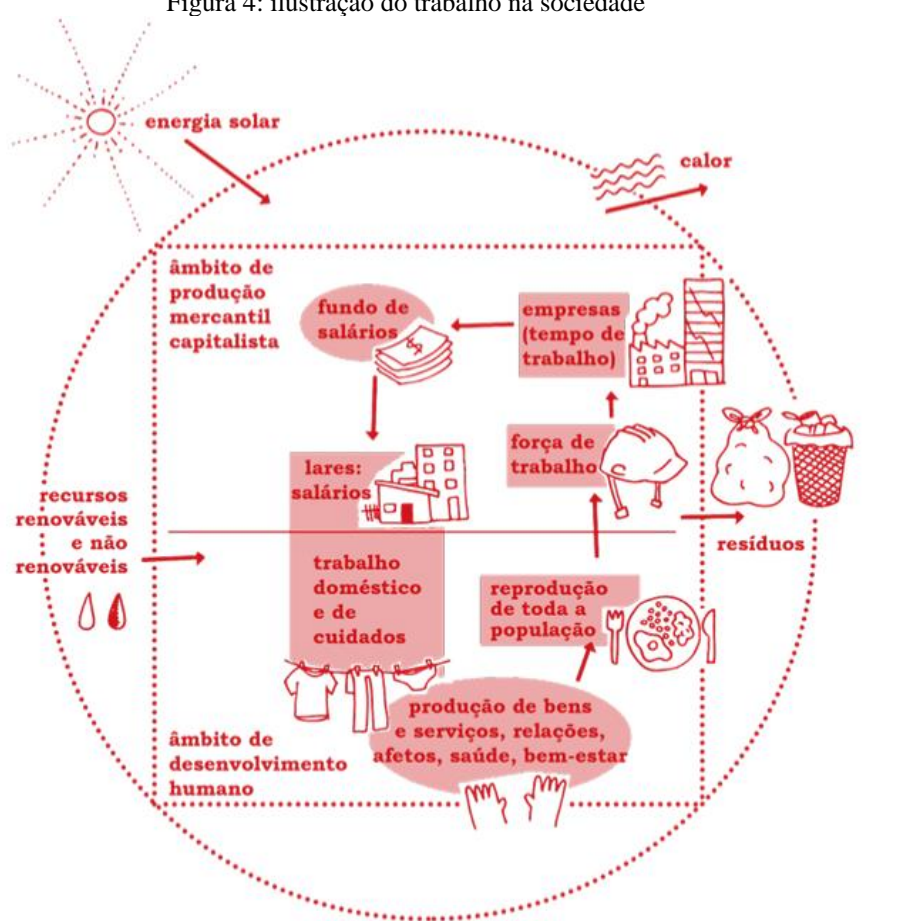 Figura 4: ilustração do trabalho na sociedade
energia solar
calor
âmbito de
produção
mercantil
capitalista
fundo de
salários
$
empresas
(tempo de
trabalho)
força de
trabalho
lares:
salários
recursos
renováveis
e não
renováveis
resíduos
trabalho
doméstico
e de
cuidados
reprodução
de toda a
população
produção de bens
e serviços, relações,
afetos, saúde, bem-estar
âmbito de
desenvolvimento
humano